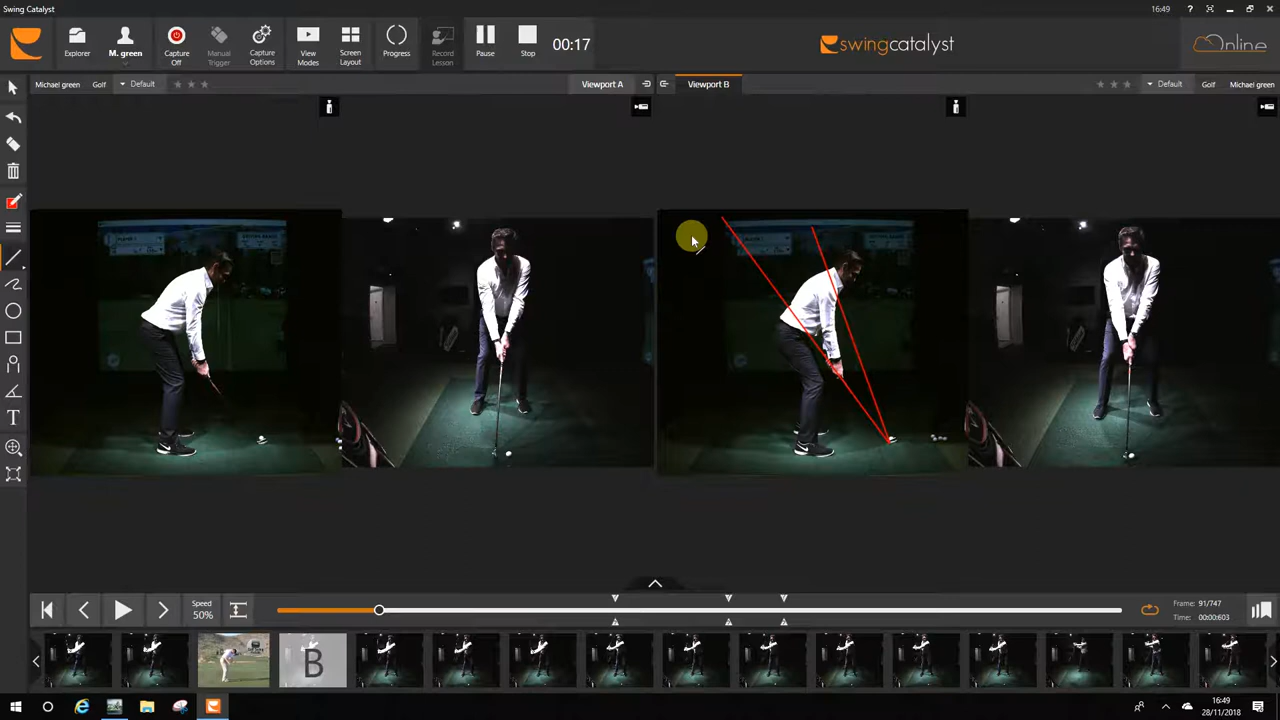 Swing Catalyst
16:49
Explorer
M. green
Capture Off
Manual Trigger
Capture Options
View Modes
Screen Layout
Progress
Record Lesson
Pause
Stop
00:17
swingcatalyst
Online
Michael green Golf Default
Viewport A
Viewport B
Default Golf Michael green
T
Speed
50%
Frame: 91/747
Time: 00:00:603
B
16:49
28/11/2018